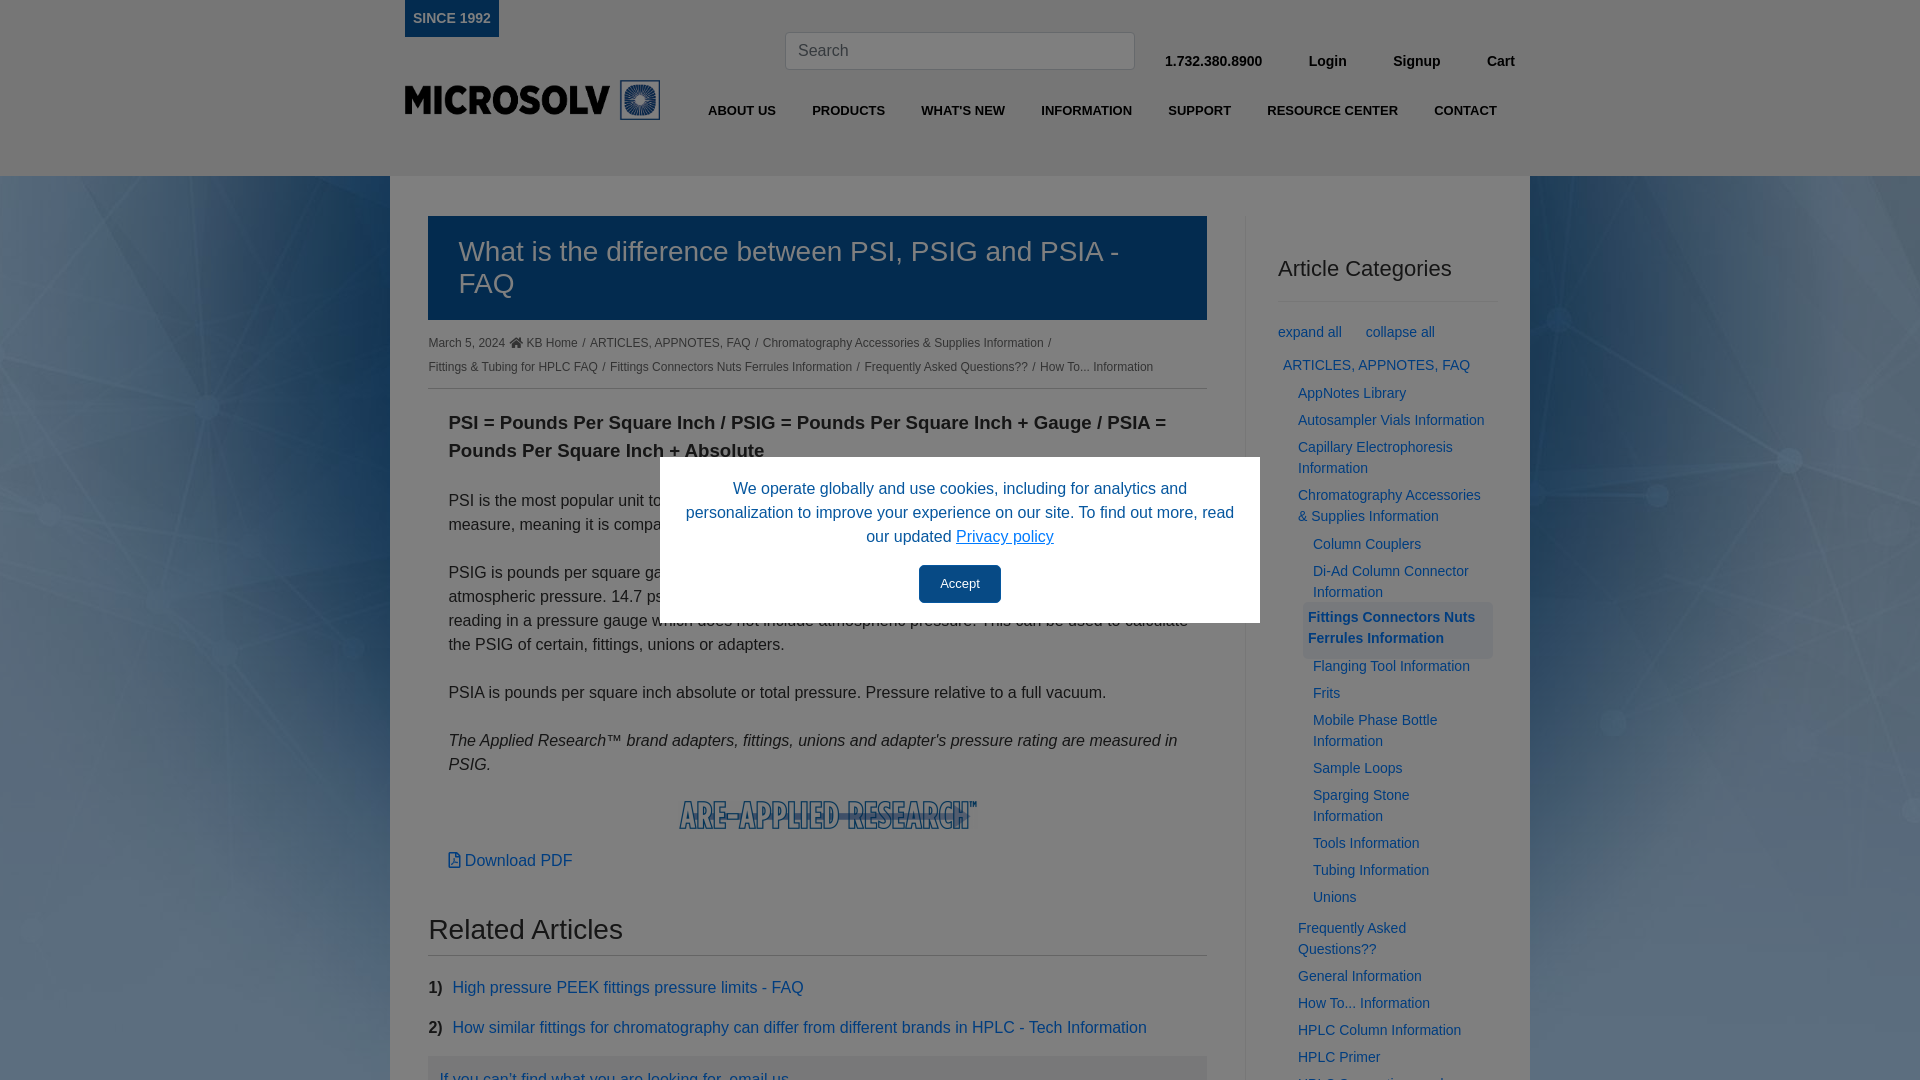 SINCE 1992
Search
1.732.380.8900
Login
Signup
Cart
MICROSOLV
ABOUT US
PRODUCTS
WHAT'S NEW
INFORMATION
SUPPORT
RESOURCE CENTER
CONTACT
What is the difference between PSI, PSIG and PSIA -
FAQ
March 5, 2024 KB Home / ARTICLES, APPNOTES, FAQ / Chromatography Accessories & Supplies Information /
Fittings & Tubing for HPLC FAQ / Fittings Connectors Nuts Ferrules Information / Frequently Asked Questions?? / How To... Information
PSI = Pounds Per Square Inch / PSIG = Pounds Per Square Inch + Gauge / PSIA =
Pounds Per Square Inch + Absolute
PSI is the most popular unit to
measure, meaning it is compa
PSIG is pounds per square ga
atmospheric pressure. 14.7 ps
reading in a pressure gauge which does not include atmospheric pressure. This can be used to calculate
the PSIG of certain, fittings, unions or adapters.
PSIA is pounds per square inch absolute or total pressure. Pressure relative to a full vacuum.
The Applied Research™ brand adapters, fittings, unions and adapter's pressure rating are measured in
PSIG.
ARE-APPLIED RESEARCH™
Download PDF
Related Articles
1) High pressure PEEK fittings pressure limits - FAQ
2) How similar fittings for chromatography can differ from different brands in HPLC - Tech Information
If you can't find what you are looking for, email us
We operate globally and use cookies, including for analytics and
personalization to improve your experience on our site. To find out more, read
our updated Privacy policy
Accept
Article Categories
expand all
collapse all
ARTICLES, APPNOTES, FAQ
AppNotes Library
Autosampler Vials Information
Capillary Electrophoresis
Information
Chromatography Accessories
& Supplies Information
Column Couplers
Di-Ad Column Connector
Information
Fittings Connectors Nuts
Ferrules Information
Flanging Tool Information
Frits
Mobile Phase Bottle
Information
Sample Loops
Sparging Stone
Information
Tools Information
Tubing Information
Unions
Frequently Asked
Questions??
General Information
How To... Information
HPLC Column Information
HPLC Primer